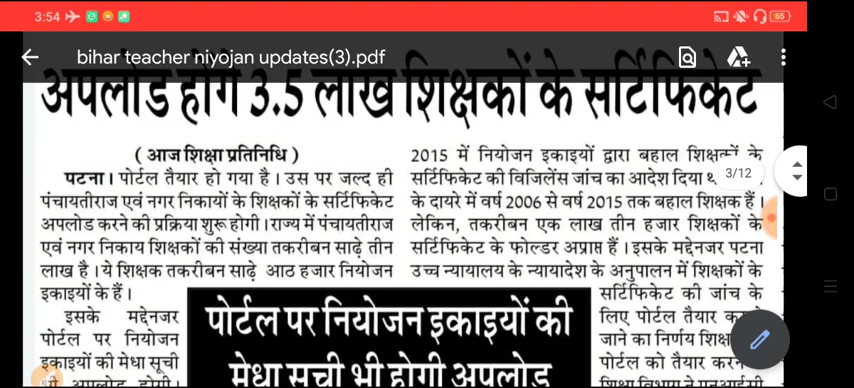 3:54
65
bihar teacher niyojan updates(3).pdf
अपलोड होंगे 3.5 लाख शिक्षकों के सर्टिफिकेट
3/12
( आज शिक्षा प्रतिनिधि )
पटना। पोर्टल तैयार हो गया है। उस पर जल्द ही
पंचायतीराज एवं नगर निकायों के शिक्षकों के सर्टिफिकेट
अपलोड करने की प्रक्रिया शुरू होगी। राज्य में पंचायतीराज
एवं नगर निकाय शिक्षकों की संख्या तकरीबन साढ़े तीन
लाख है। ये शिक्षक तकरीबन साढ़े आठ हजार नियोजन
इकाइयों के हैं।
इसके मद्देनजर
पोर्टल पर नियोजन
इकाइयों की मेधा सूची
भी अपलोड होगी।
पोर्टल पर नियोजन इकाइयों की
मेधा सूची भी होगी अपलोड
2015 में नियोजन इकाइयों द्वारा बहाल शिक्षकों के
सर्टिफिकेट की विजिलेंस जांच का आदेश दिया
के दायरे में वर्ष 2006 से वर्ष 2015 तक बहाल शिक्षक हैं।
लेकिन, तकरीबन एक लाख तीन हजार शिक्षकों के
सर्टिफिकेट के फोल्डर अप्राप्त हैं। इसके मद्देनजर पटना
उच्च न्यायालय के न्यायादेश के अनुपालन में शिक्षकों के
सर्टिफिकेट की जांच के
लिए पोर्टल तैयार
जाने का निर्णय
पोर्टल को तैयार